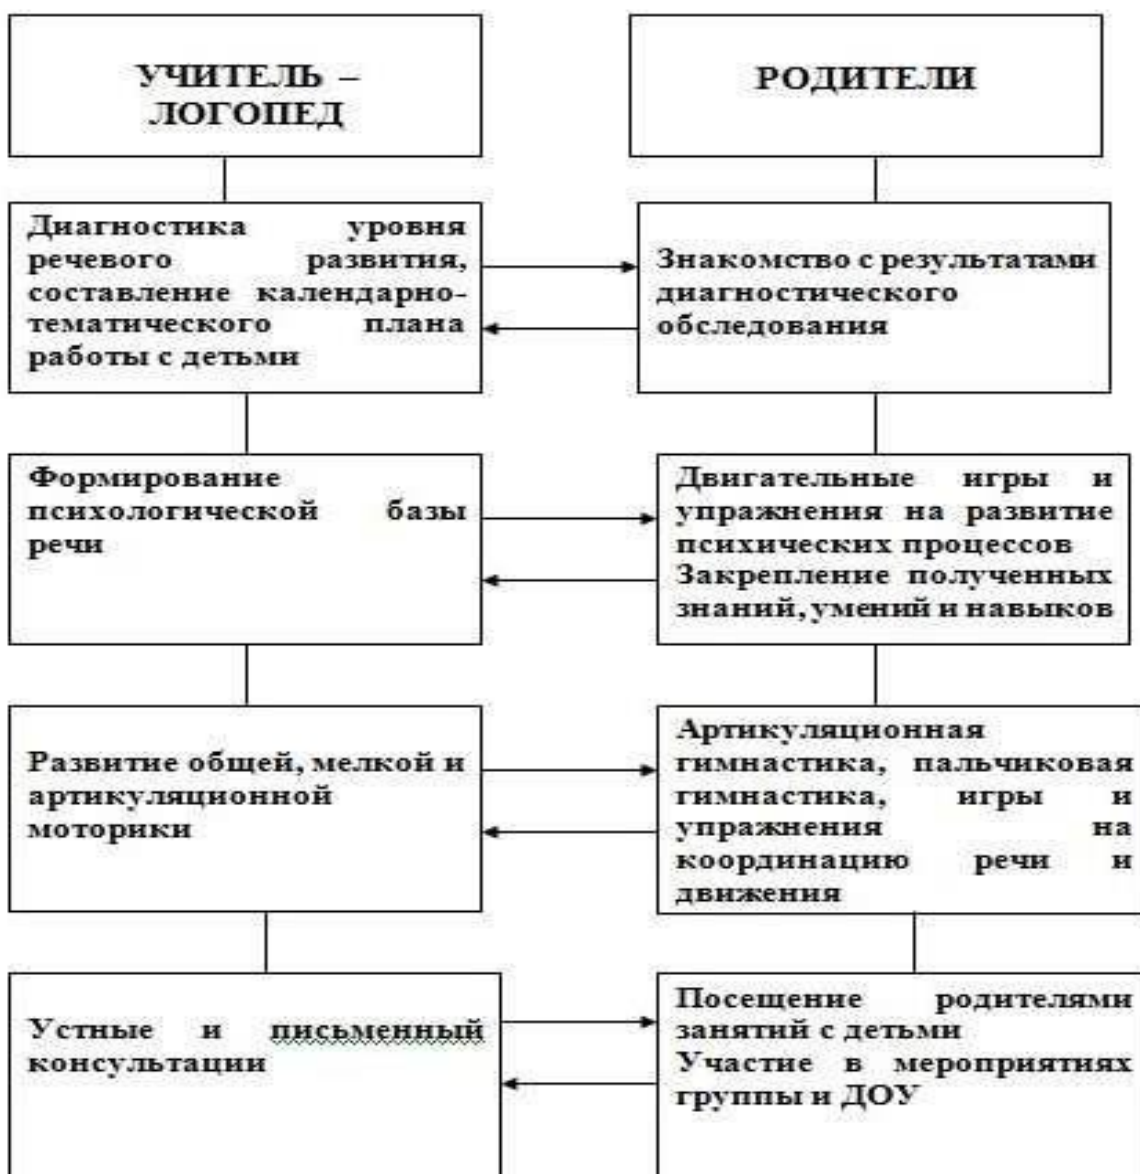 УЧИТЕЛЬ –
ЛОГОПЕД
РОДИТЕЛИ
Диагностика уровня
речевого развития,
составление календарно-
тематического плана
работы с детьми
Знакомство с результатами
диагностического
обследования
Формирование
психологической базы
речи
Двигательные игры и
упражнения на развитие
психических процессов
Закрепление полученных
знаний, умений и навыков
Развитие общей, мелкой и
артикуляционной
моторики
Артикуляционная
гимнастика, пальчиковая
гимнастика, игры и
упражнения на
координацию речи и
движения
Устные и письменный
консультации
Посещение родителями
занятий с детьми
Участие в мероприятиях
группы и ДОУ